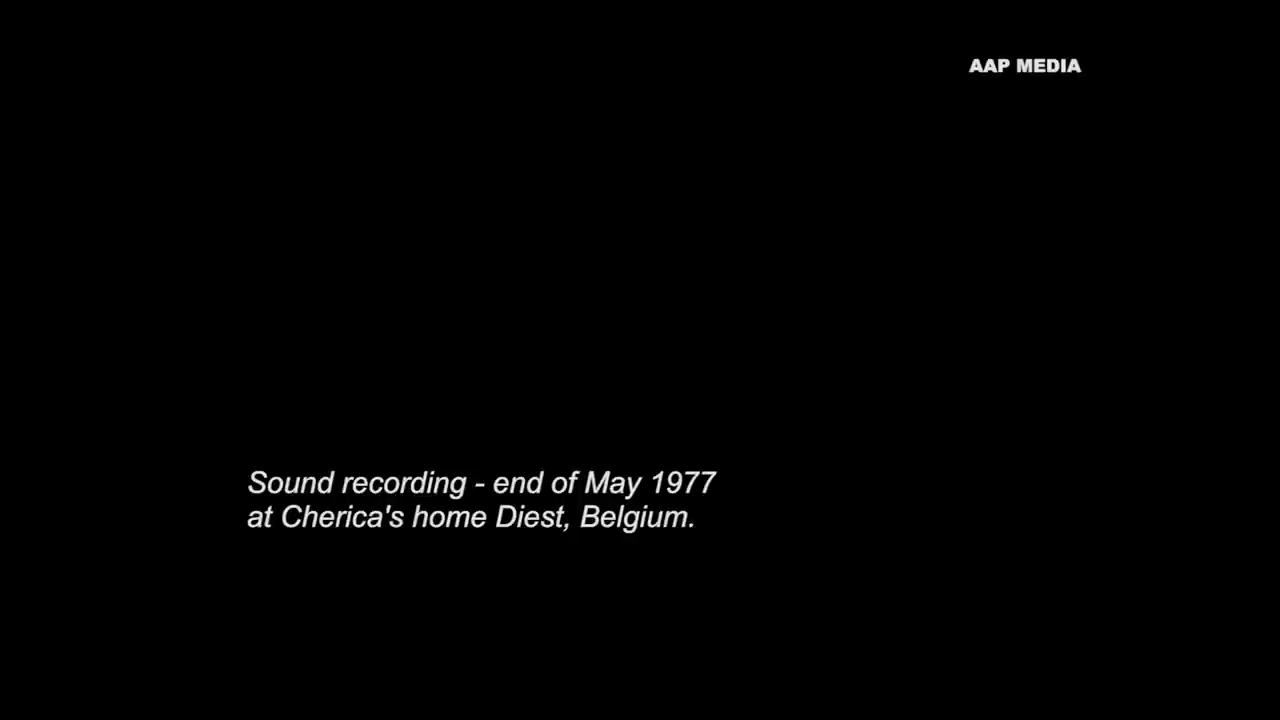 AAP MEDIA
Sound recording - end of May 1977
at Cherica's home Diest, Belgium.